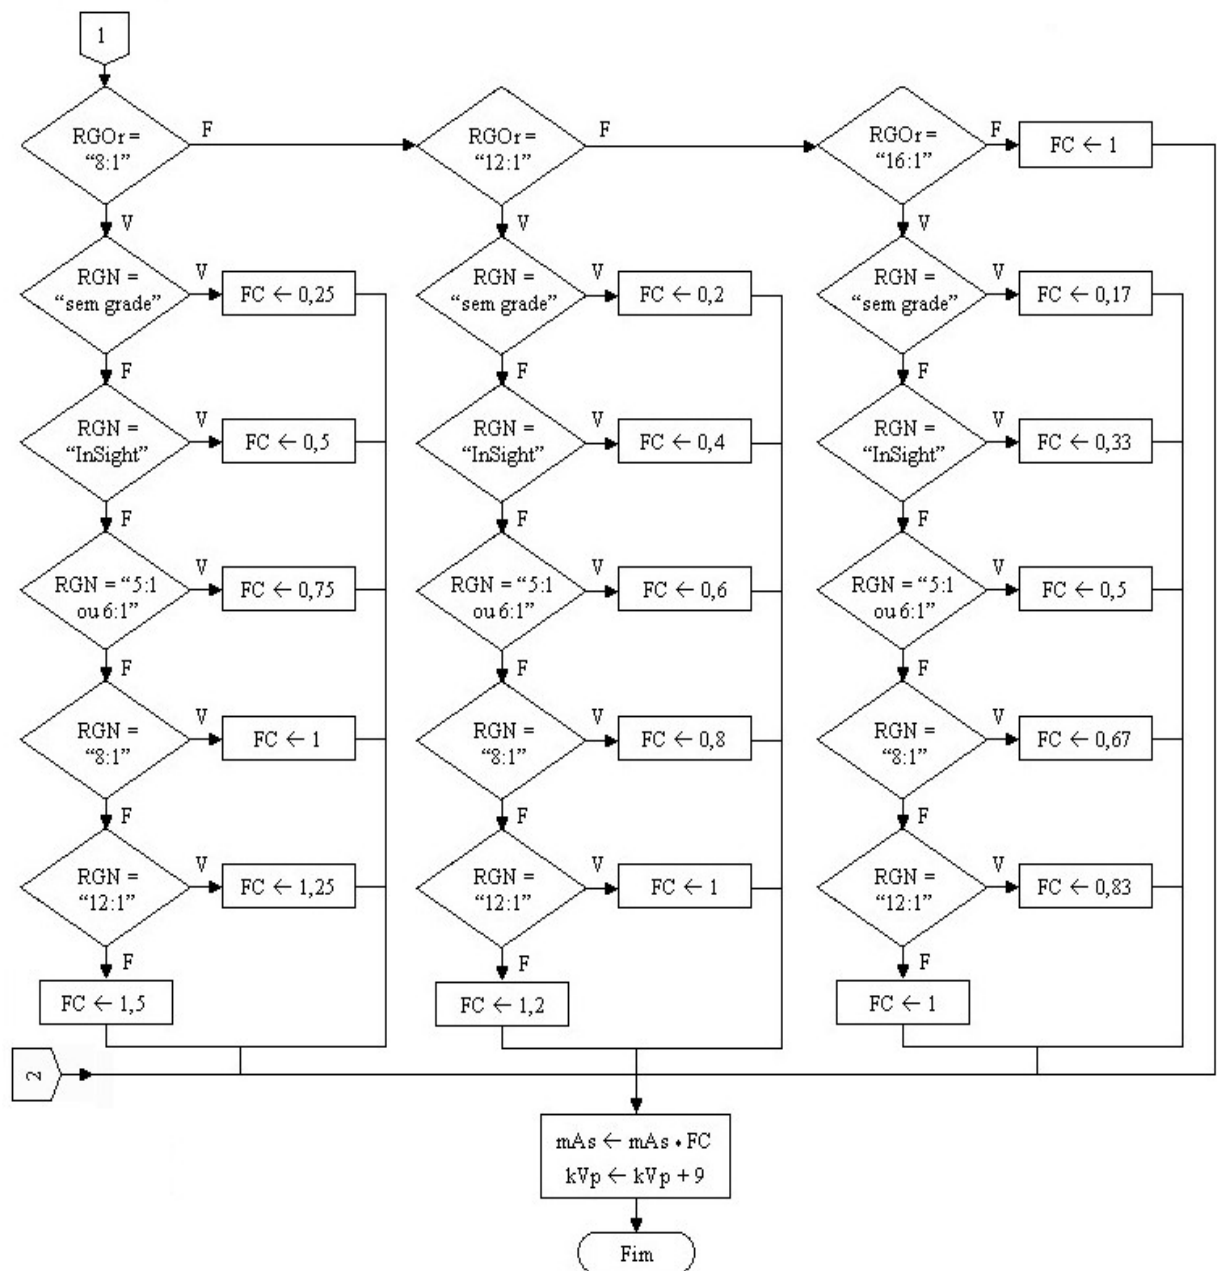 1
RGOr =
“8:1”
F
RGOr =
“12:1”
F
RGOr =
“16:1”
F
FC ← 1
V
V
V
RGN =
“sem grade”
V
FC ← 0,25
RGN =
“sem grade”
V
FC ← 0,2
RGN =
“sem grade”
V
FC ← 0,17
F
F
F
RGN =
“InSight”
V
FC ← 0,5
RGN =
“InSight”
V
FC ← 0,4
RGN =
“InSight”
V
FC ← 0,33
F
F
F
RGN = “5:1
ou 6:1”
V
FC ← 0,75
RGN = “5:1
ou 6:1”
V
FC ← 0,6
RGN = “5:1
ou 6:1”
V
FC ← 0,5
F
F
F
RGN =
“8:1”
V
FC ← 1
RGN =
“8:1”
V
FC ← 0,8
RGN =
“8:1”
V
FC ← 0,67
F
F
F
RGN =
“12:1”
V
FC ← 1,25
RGN =
“12:1”
V
FC ← 1
RGN =
“12:1”
V
FC ← 0,83
F
F
F
FC ← 1,5
FC ← 1,2
FC ← 1
2
mAs ← mAs • FC
kVp ← kVp + 9
Fim